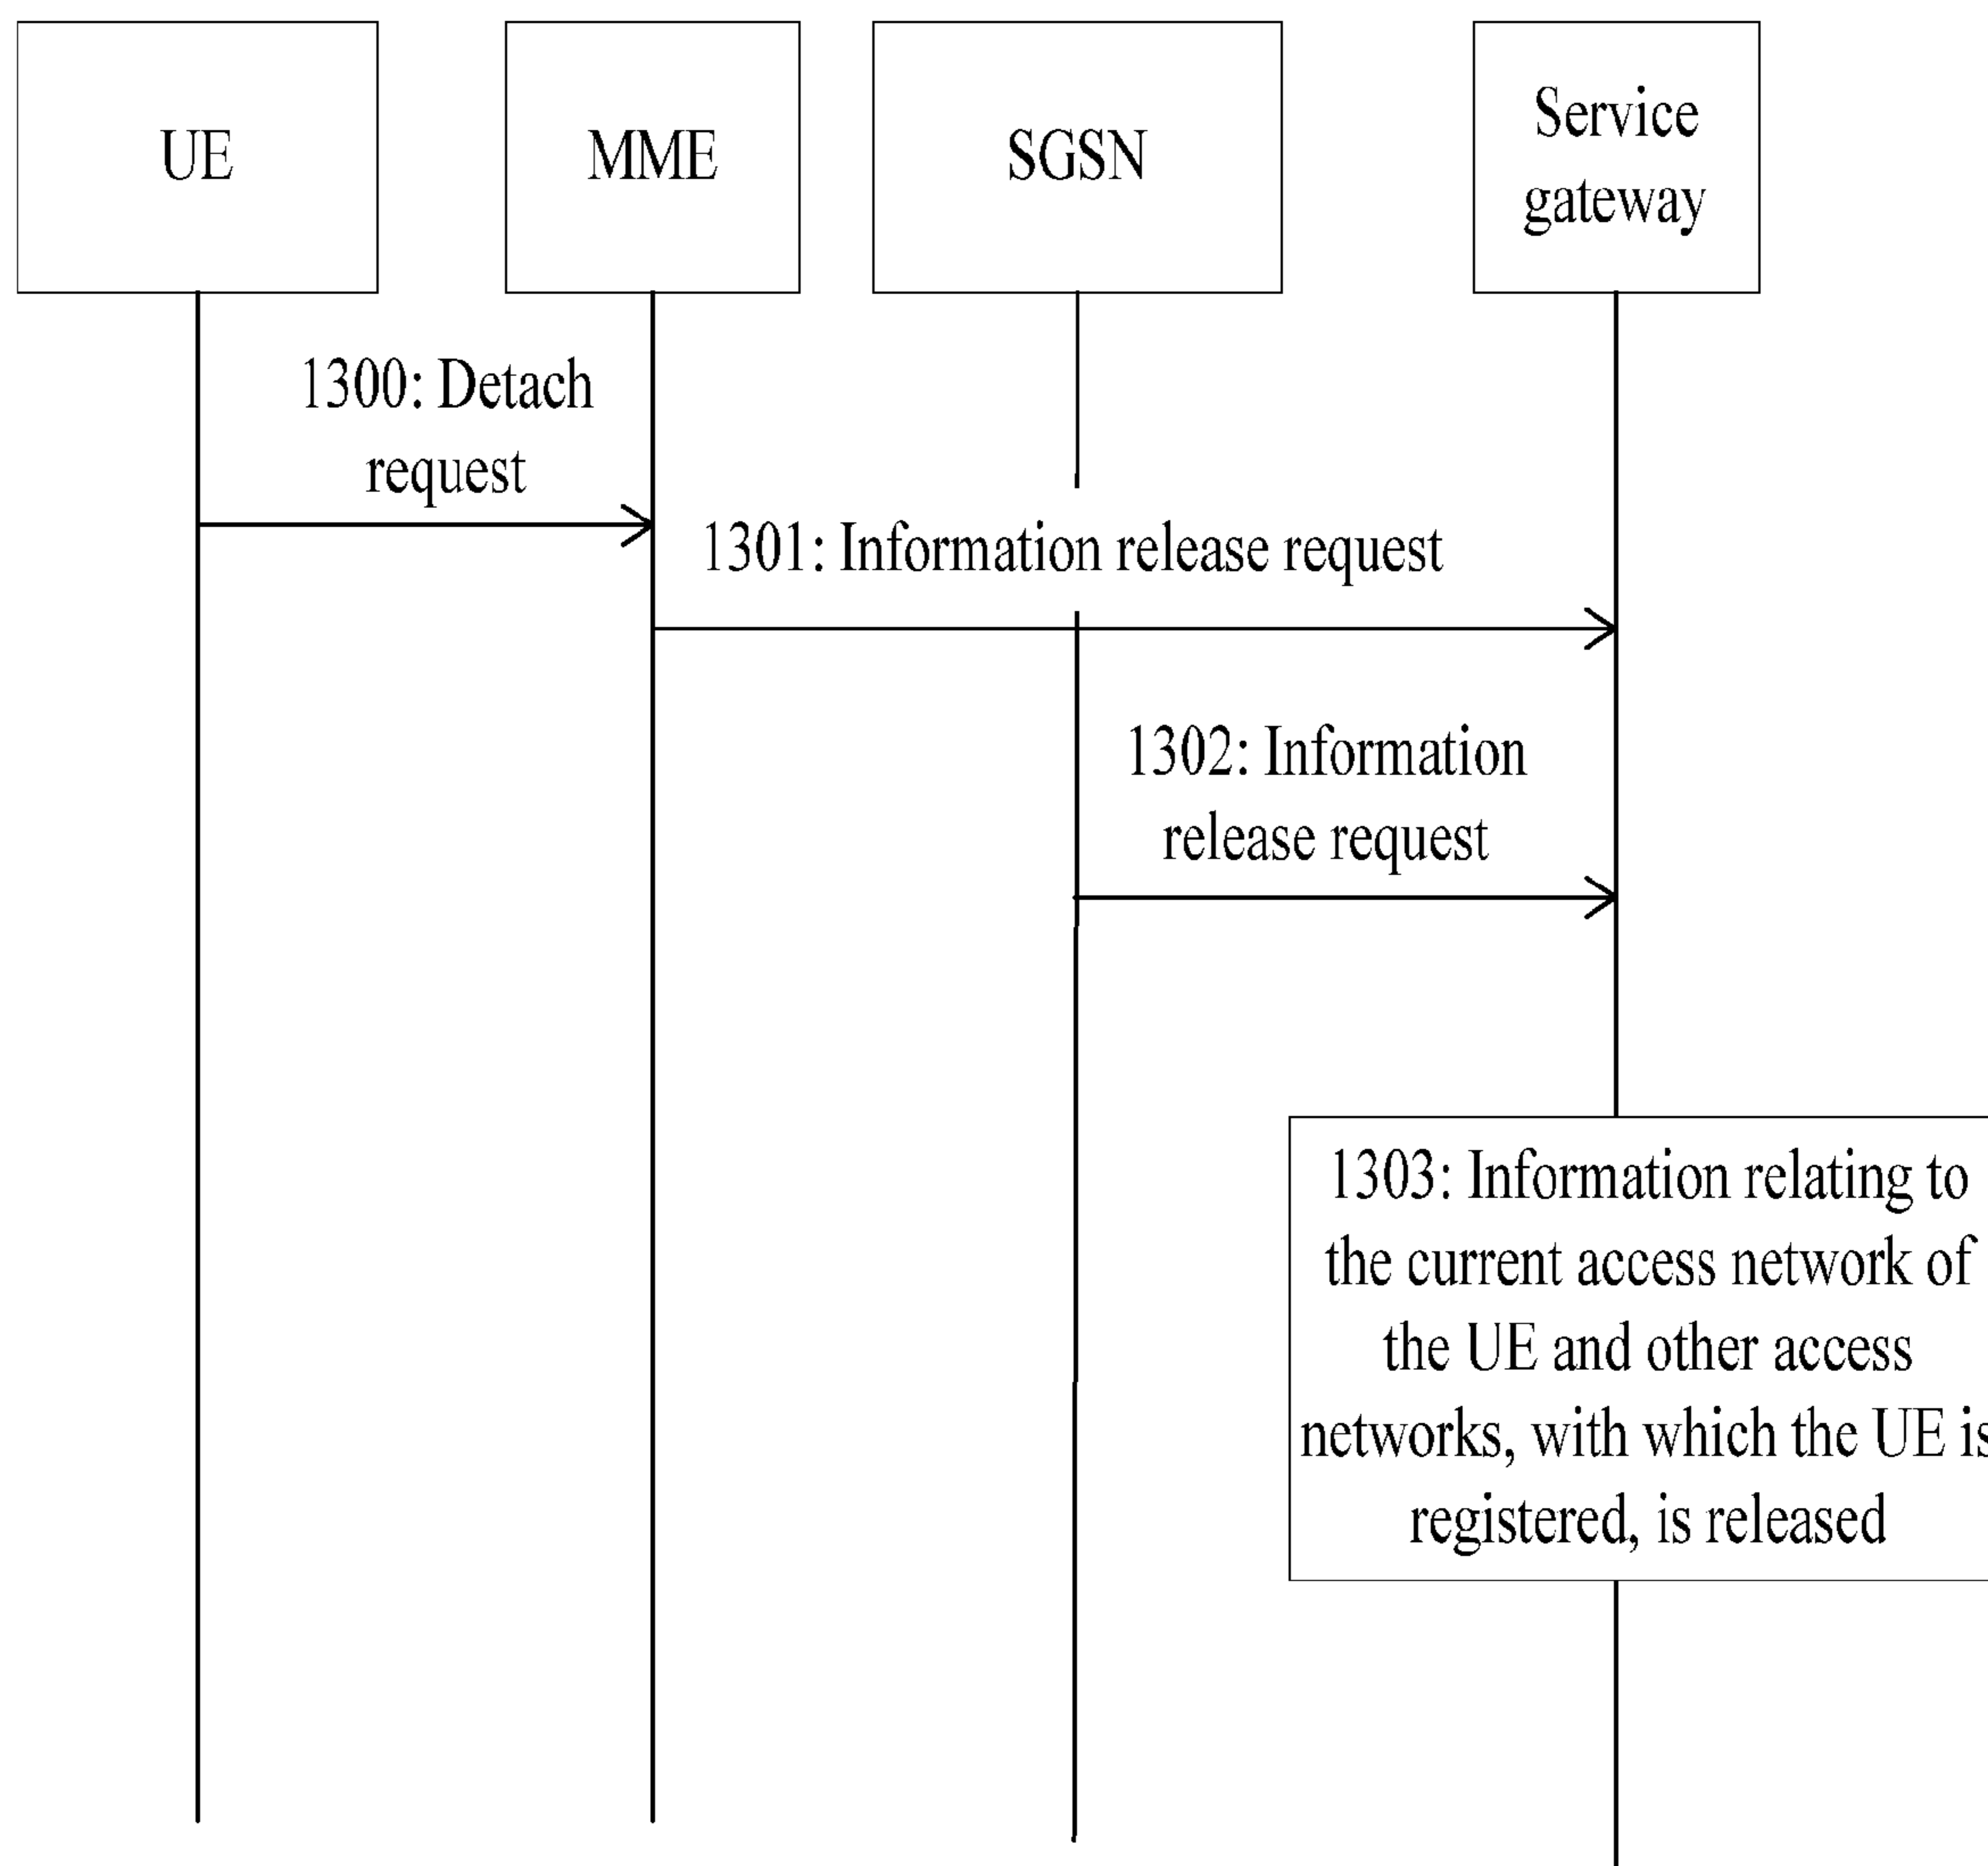 UE
MME
SGSN
Service
gateway
1300: Detach
request
1301: Information release request
1302: Information
release request
1303: Information relating to
the current access network of
the UE and other access
networks, with which the UE is
registered, is released